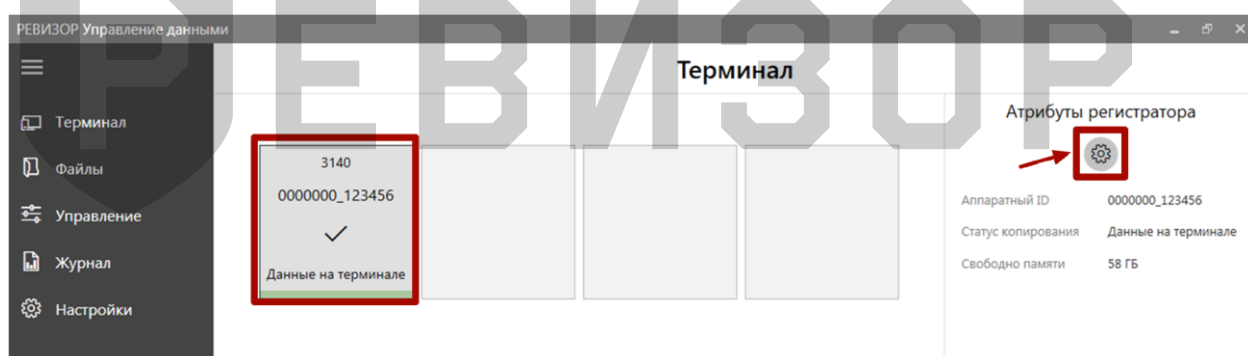 РЕВИЗОР Управление данными
РЕВИЗОР
Терминал
Терминал
Файлы
Управление
Журнал
Настройки
3140
0000000_123456
Данные на терминале
Атрибуты регистратора
Аппаратный ID 0000000_123456
Статус копирования Данные на терминале
Свободно памяти 58 ГБ